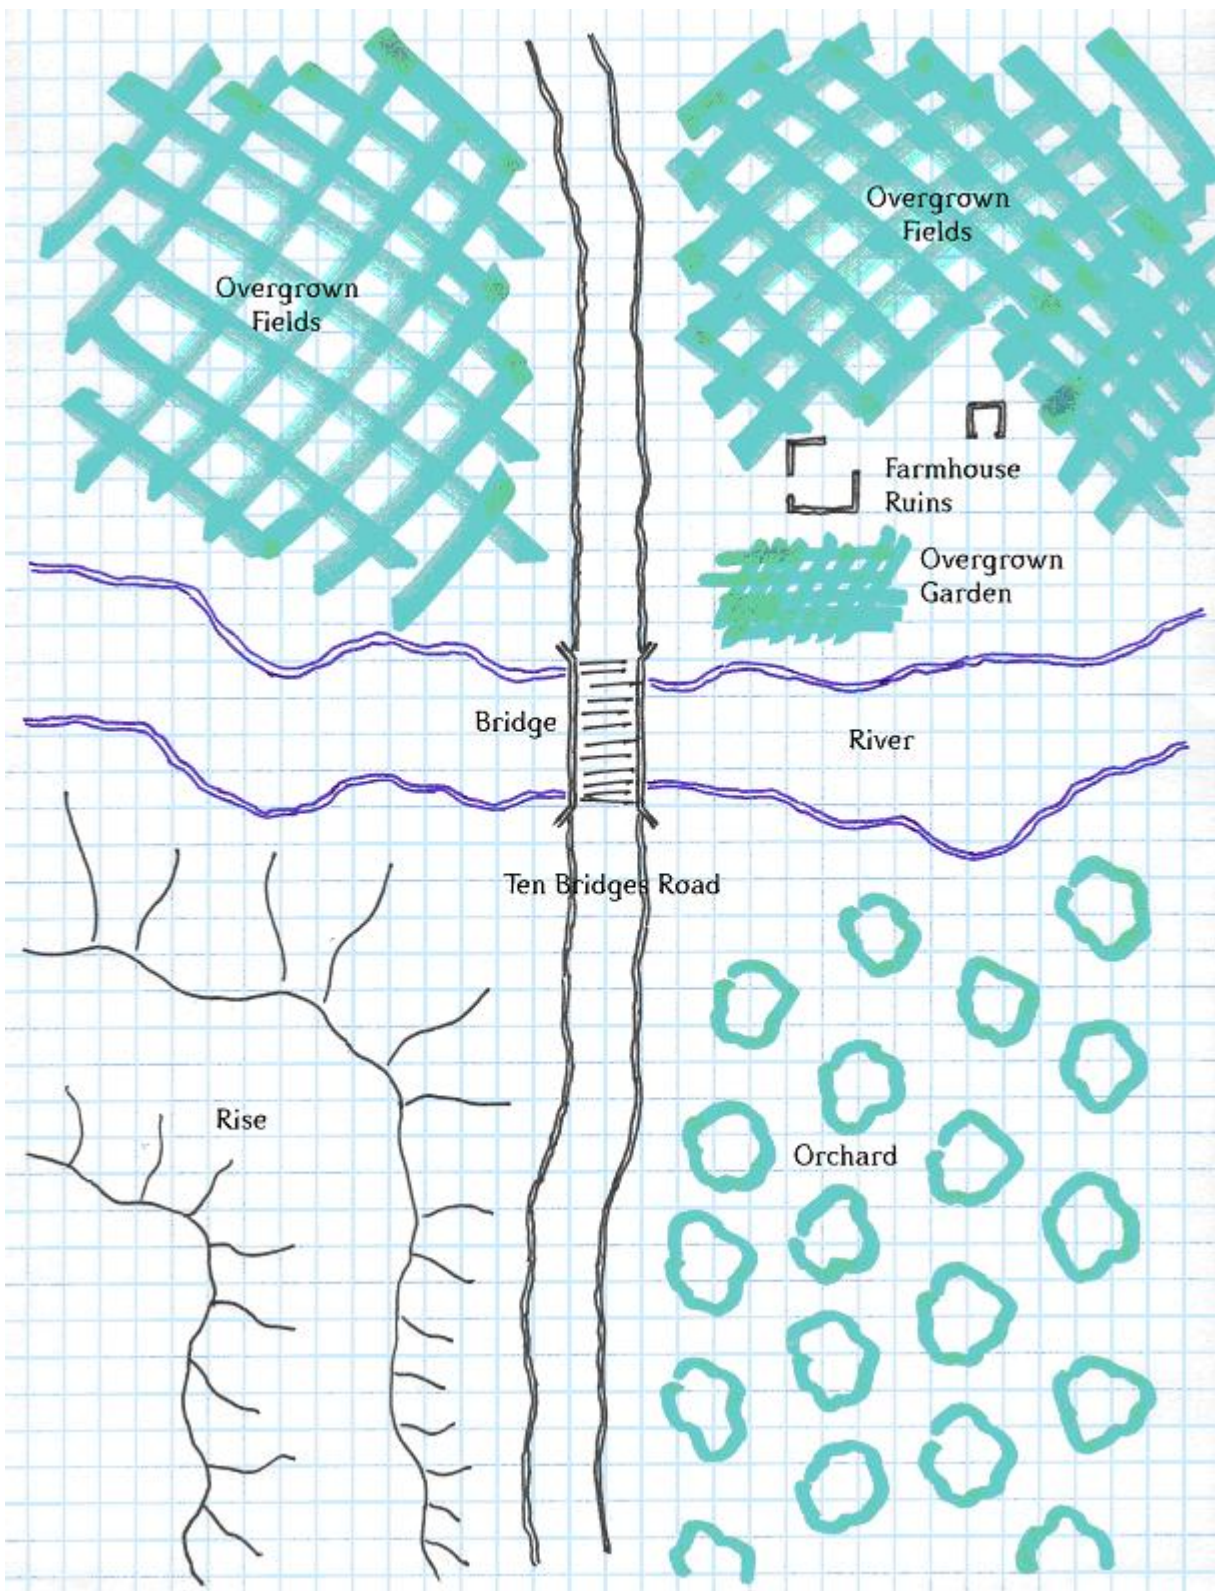 Overgrown
Fields
Overgrown
Fields
Farmhouse
Ruins
Overgrown
Garden
Bridge
River
Ten Bridges Road
Rise
Orchard